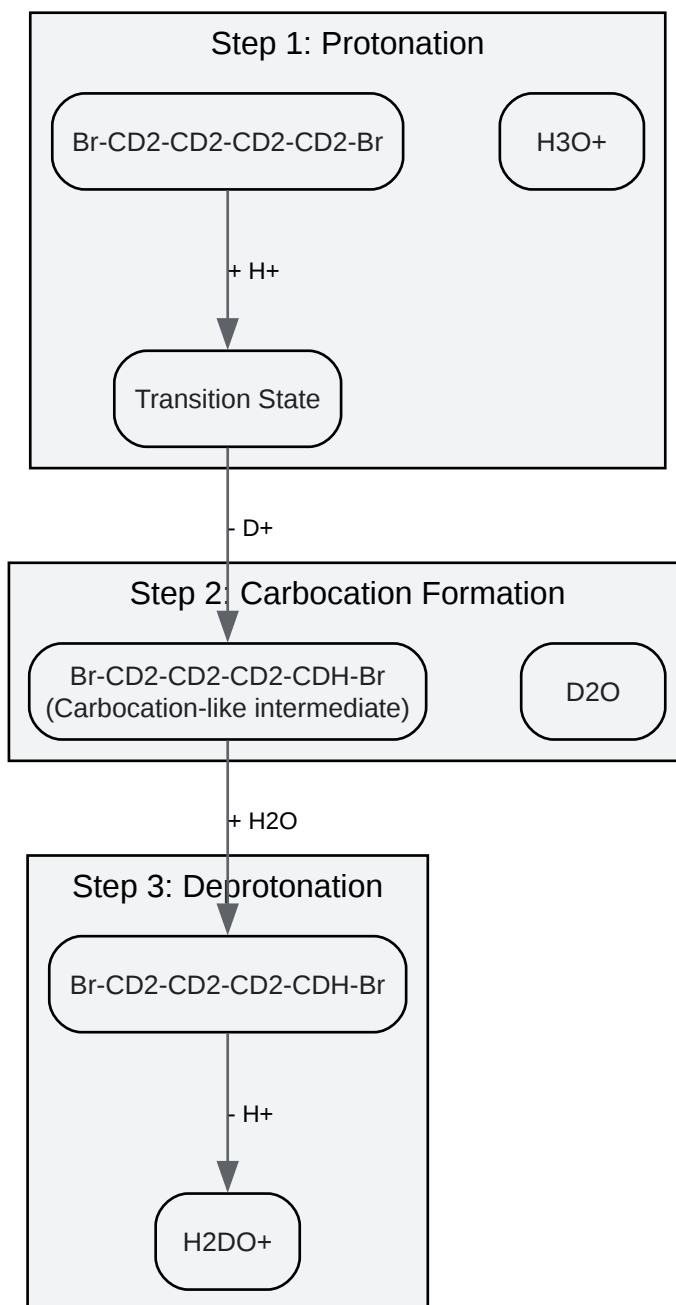 Step 1: Protonation
Br-CD2-CD2-CD2-CD2-Br
H3O+
+ H+
Transition State
- D+
Step 2: Carbocation Formation
Br-CD2-CD2-CD2-CDH-Br
(Carbocation-like intermediate)
D2O
+ H2O
Step 3: Deprotonation
Br-CD2-CD2-CD2-CDH-Br
- H+
H2DO+